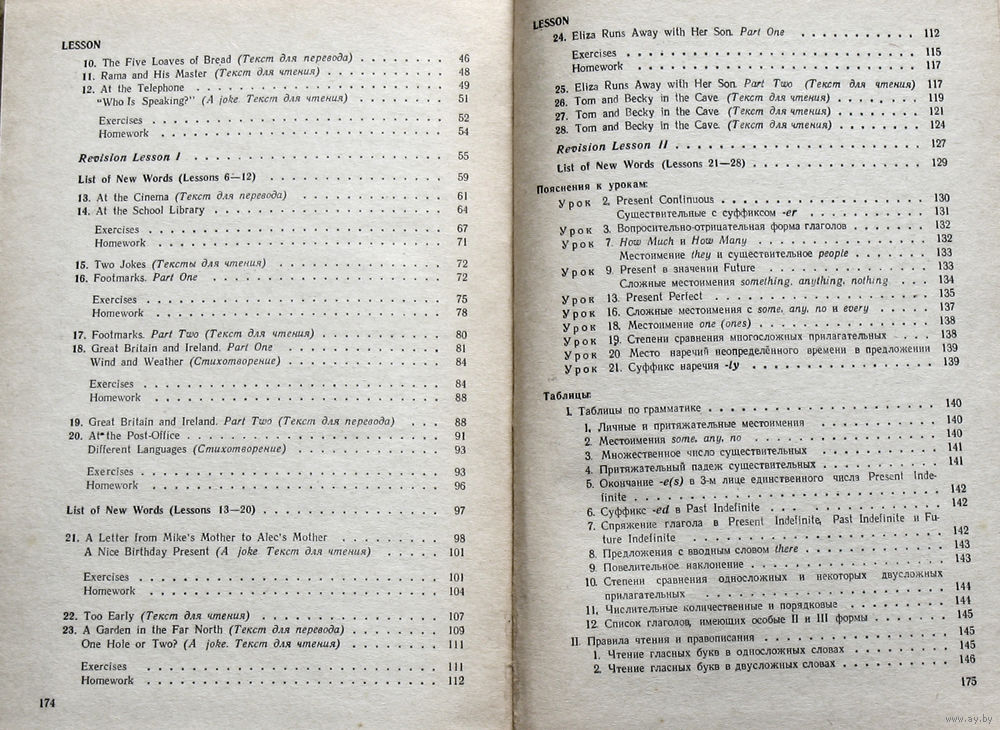 LESSON
10. The Five Loaves of Bread (Текст для перевода) . . . . . . . . 46
11. Rama and His Master (Текст для чтения) . . . . . . . . . . 48
12. At the Telephone . . . . . . . . . . . . . . . . . . . 49
"Who Is Speaking?" (A joke. Текст для чтения) . . . . . . . . 51
Exercises . . . . . . . . . . . . . . . . . . . . . . . 52
Homework . . . . . . . . . . . . . . . . . . . . . . . 54
Revision Lesson I . . . . . . . . . . . . . . . . . . . . 55
List of New Words (Lessons 6—12) . . . . . . . . . . . . . . 59
13. At the Cinema (Текст для перевода) . . . . . . . . . . . . 61
14. At the School Library . . . . . . . . . . . . . . . . . . 64
Exercises . . . . . . . . . . . . . . . . . . . . . . . 67
Homework . . . . . . . . . . . . . . . . . . . . . . . 71
15. Two Jokes (Тексты для чтения) . . . . . . . . . . . . . . 72
16. Footmarks. Part One . . . . . . . . . . . . . . . . . . . 72
Exercises . . . . . . . . . . . . . . . . . . . . . . . 75
Homework . . . . . . . . . . . . . . . . . . . . . . . 78
17. Footmarks. Part Two (Текст для чтения) . . . . . . . . . . . 80
18. Great Britain and Ireland. Part One . . . . . . . . . . . . . 81
Wind and Weather (Стихотворение) . . . . . . . . . . . . . 84
Exercises . . . . . . . . . . . . . . . . . . . . . . . 84
Homework . . . . . . . . . . . . . . . . . . . . . . . 88
19. Great Britain and Ireland. Part Two (Текст для перевода) . . . . 88
20. At the Post-Office . . . . . . . . . . . . . . . . . . . . 91
Different Languages (Стихотворение) . . . . . . . . . . . . 93
Exercises . . . . . . . . . . . . . . . . . . . . . . . 93
Homework . . . . . . . . . . . . . . . . . . . . . . . 96
List of New Words (Lessons 13—20) . . . . . . . . . . . . . . 97
21. A Letter from Mike's Mother to Alec's Mother . . . . . . . . . 98
A Nice Birthday Present (A joke Текст для чтения) . . . . . . 101
Exercises . . . . . . . . . . . . . . . . . . . . . . . 101
Homework . . . . . . . . . . . . . . . . . . . . . . . 104
22. Too Early (Текст для чтения) . . . . . . . . . . . . . . . 107
23. A Garden in the Far North (Текст для перевода) . . . . . . . . 109
One Hole or Two? (A joke. Текст для чтения) . . . . . . . . 111
Exercises . . . . . . . . . . . . . . . . . . . . . . . 111
Homework . . . . . . . . . . . . . . . . . . . . . . . 112
174
LESSON
24. Eliza Runs Away with Her Son. Part One . . . . . . . . . . 112
Exercises . . . . . . . . . . . . . . . . . . . . . . . 115
Homework . . . . . . . . . . . . . . . . . . . . . . . 117
25. Eliza Runs Away with Her Son. Part Two (Текст для чтения) 117
26. Tom and Becky in the Cave (Текст для чтения) . . . . . . . 119
27. Tom and Becky in the Cave (Текст для чтения) . . . . . . . 121
28. Tom and Becky in the Cave. (Текст для чтения) . . . . . . . 124
Revision Lesson II . . . . . . . . . . . . . . . . . . . . 127
List of New Words (Lessons 21—28) . . . . . . . . . . . . . . 129
Пояснения к урокам:
Урок 2. Present Continuous . . . . . . . . . . . . . . . . 130
Существительные с суффиксом -er . . . . . . . . . . 131
Урок 3. Вопросительно-отрицательная форма глаголов . . . . . . 132
Урок 7. How Much и How Many . . . . . . . . . . . . . . 132
Местоимение they и существительное people . . . . . . . 133
Урок 9. Present в значении Future . . . . . . . . . . . . . 133
Сложные местоимения something, anything, nothing . . . . 134
Урок 13. Present Perfect . . . . . . . . . . . . . . . . . 135
Урок 16. Сложные местоимения с some, any, no и every . . . . . 137
Урок 18. Местоимение one (ones) . . . . . . . . . . . . . . 138
Урок 19. Степени сравнения многосложных прилагательных . . . . 138
Урок 20 Место наречий неопределённого времени в предложении 139
Урок 21. Суффикс наречия -ly . . . . . . . . . . . . . . . 139
Таблицы:
I. Таблицы по грамматике . . . . . . . . . . . . . . . . . 140
1. Личные и притяжательные местоимения . . . . . . . . . . 140
2. Местоимения some, any, no . . . . . . . . . . . . . . 140
3. Множественное число существительных . . . . . . . . . . 141
4. Притяжательный падеж существительных . . . . . . . . . . 141
5. Окончание -e(s) в 3-м лице единственного числа Present Inde-
finite . . . . . . . . . . . . . . . . . . . . . . . 142
6. Суффикс -ed в Past Indefinite . . . . . . . . . . . . . 142
7. Спряжение глагола в Present Indefinite, Past Indefinite и Fu-
ture Indefinite . . . . . . . . . . . . . . . . . . . 142
8. Предложения с вводным словом there . . . . . . . . . . . 143
9. Повелительное наклонение . . . . . . . . . . . . . . . 143
10. Степени сравнения односложных и некоторых двусложных
прилагательных . . . . . . . . . . . . . . . . . . . 144
11. Числительные количественные и порядковые . . . . . . . . 144
12. Список глаголов, имеющих особые II и III формы . . . . . . 145
II. Правила чтения и правописания . . . . . . . . . . . . . . 145
1. Чтение гласных букв в односложных словах . . . . . . . . 145
2. Чтение гласных букв в двусложных словах . . . . . . . . 146
175
www.ay.by